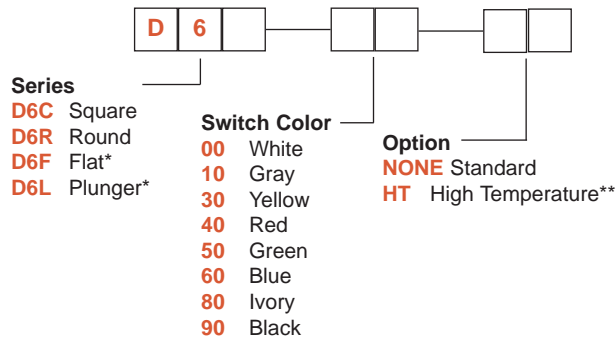 D 6
Series
D6C Square
D6R Round
D6F Flat*
D6L Plunger*
Switch Color
00 White
10 Gray
30 Yellow
40 Red
50 Green
60 Blue
80 Ivory
90 Black
Option
NONE Standard
HT High Temperature**